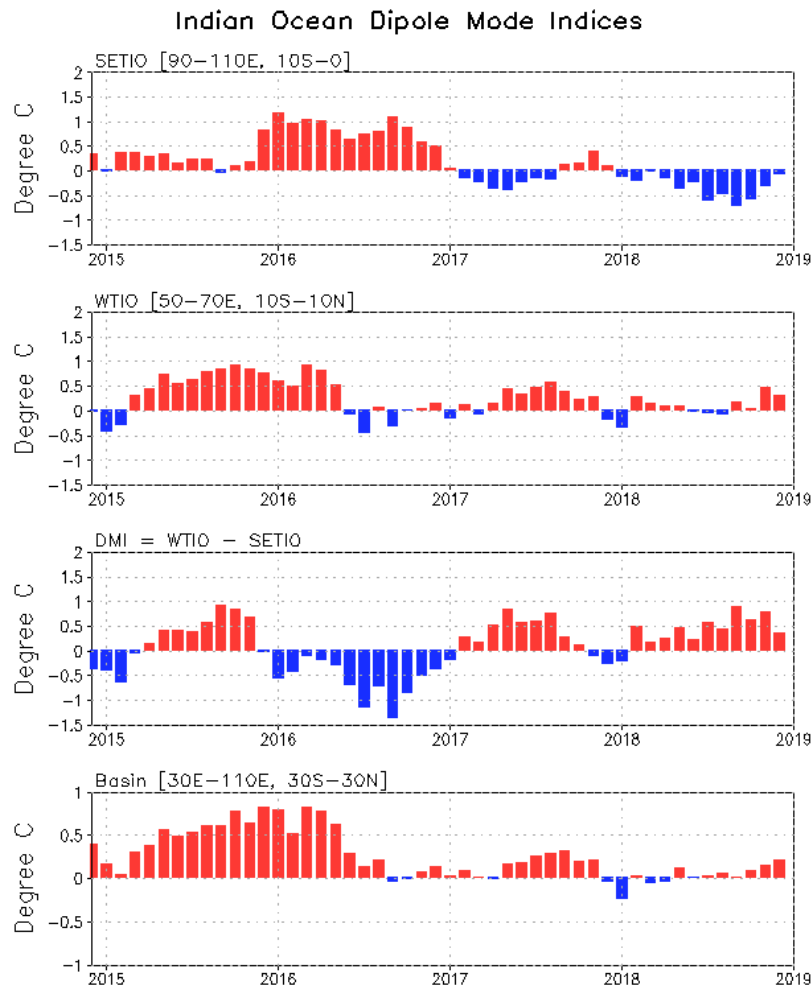 Indian Ocean Dipole Mode Indices
SETIO [90-110E, 10S-0]
Degree C
2
1.5
1
0.5
0
-0.5
-1
-1.5
2015 2016 2017 2018 2019
WTIO [50-70E, 10S-10N]
Degree C
2
1.5
1
0.5
0
-0.5
-1
-1.5
2015 2016 2017 2018 2019
DMI = WTIO - SETIO
Degree C
2
1.5
1
0.5
0
-0.5
-1
-1.5
2015 2016 2017 2018 2019
Basin [30E-110E, 30S-30N]
Degree C
1
0.5
0
-0.5
-1
2015 2016 2017 2018 2019